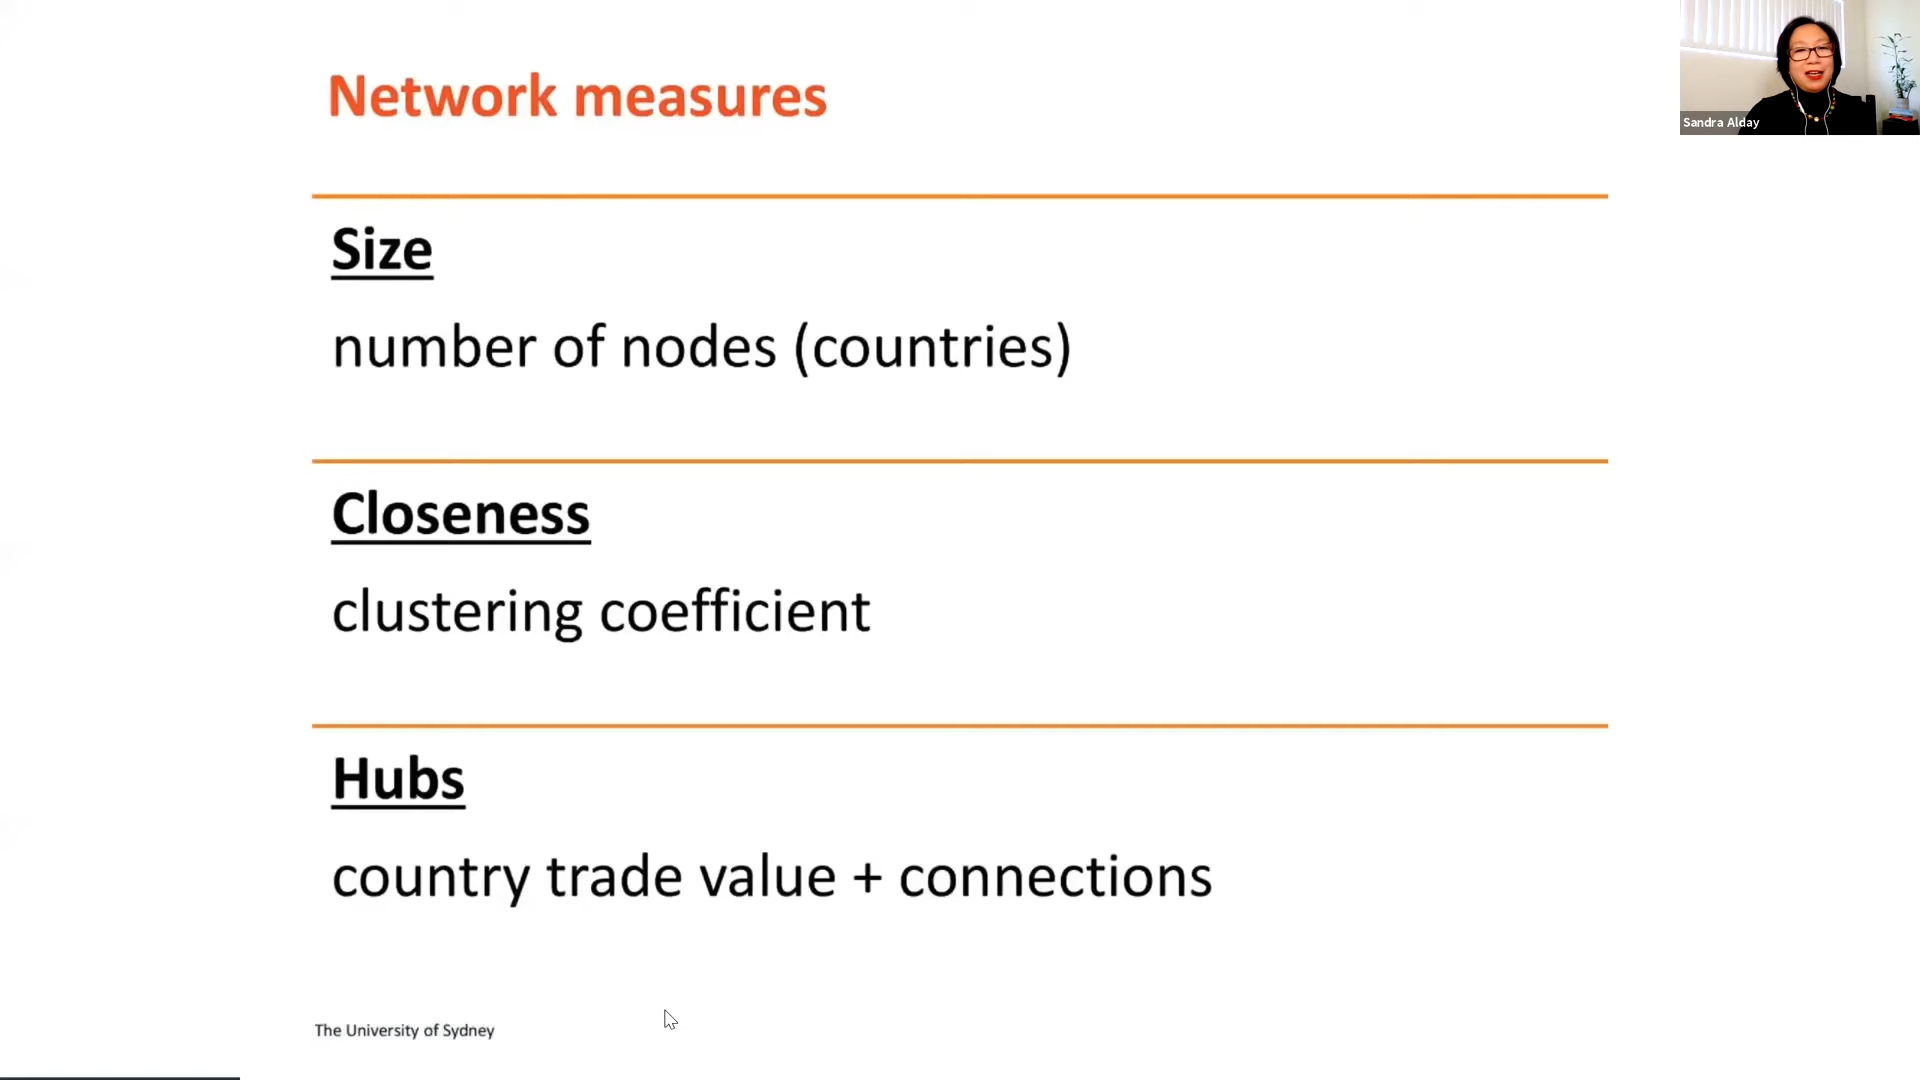 Network measures
Sandra Alday
Size
number of nodes (countries)
Closeness
clustering coefficient
Hubs
country trade value + connections
The University of Sydney